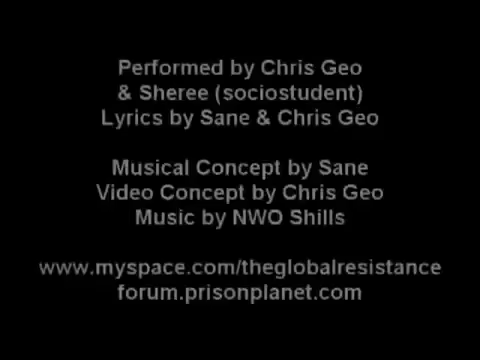 Performed by Chris Geo
& Sheree (sociostudent)
Lyrics by Sane & Chris Geo
Musical Concept by Sane
Video Concept by Chris Geo
Music by NWO Shills
www.myspace.com/theglobalresistance
forum.prisonplanet.com